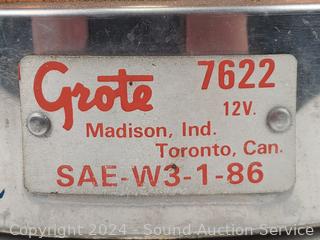 Grote 7622
12V.
Madison, Ind.
Toronto, Can.
SAE-W3-1-86
Copyright 2024 - Sound Auction Service